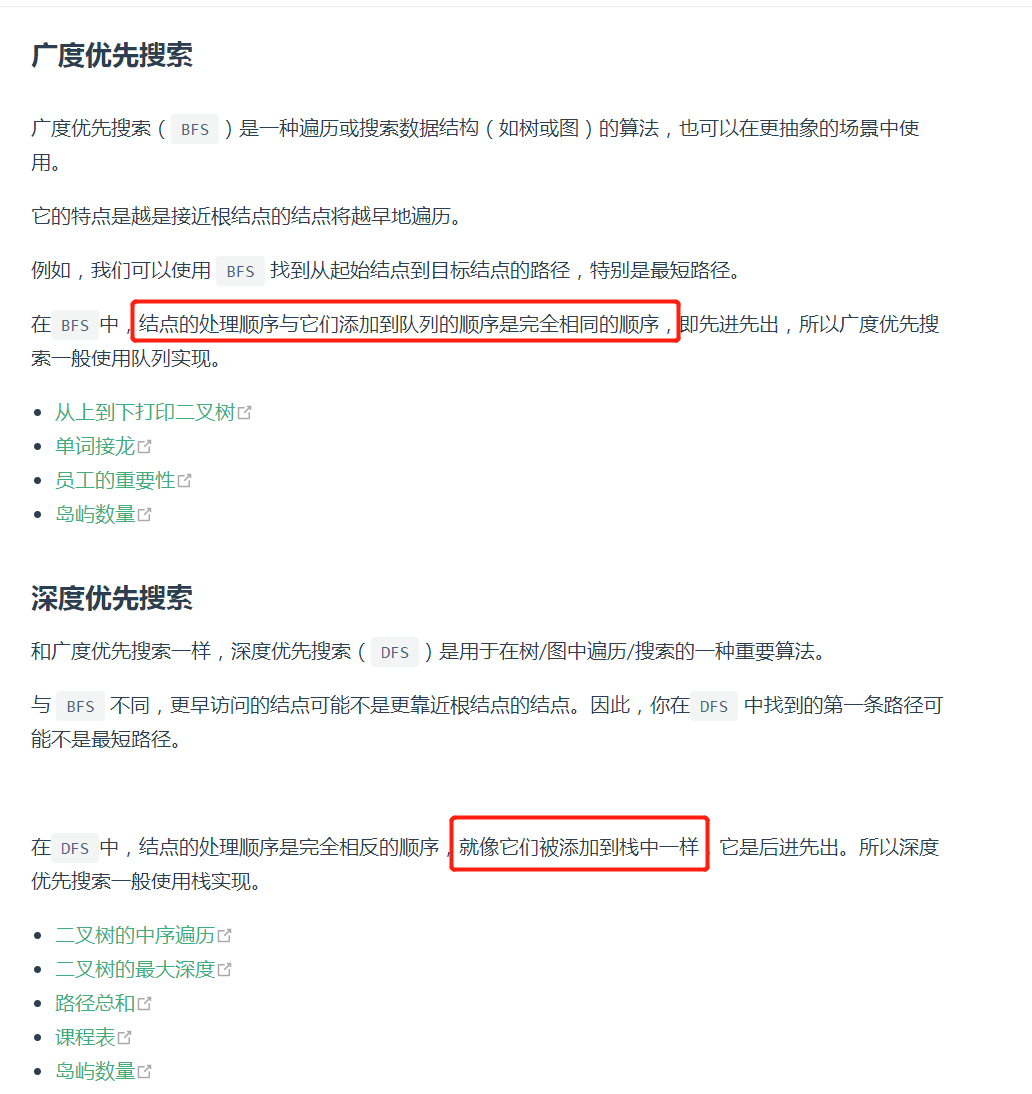 广度优先搜索
广度优先搜索（ BFS ）是一种遍历或搜索数据结构（如树或图）的算法，也可以在更抽象的场景中使
用。
它的特点是越是接近根结点的结点将越早地遍历。
例如，我们可以使用 BFS 找到从起始结点到目标结点的路径，特别是最短路径。
在 BFS 中，结点的处理顺序与它们添加到队列的顺序是完全相同的顺序，即先进先出，所以广度优先搜
索一般使用队列实现。
从上到下打印二叉树
单词接龙
员工的重要性
岛屿数量
深度优先搜索
和广度优先搜索一样，深度优先搜索（ DFS ）是用于在树/图中遍历/搜索的一种重要算法。
与 BFS 不同，更早访问的结点可能不是更靠近根结点的结点。因此，你在 DFS 中找到的第一条路径可
能不是最短路径。
在 DFS 中，结点的处理顺序是完全相反的顺序，就像它们被添加到栈中一样 它是后进先出。所以深度
优先搜索一般使用栈实现。
二叉树的中序遍历
二叉树的最大深度
路径总和
课程表
岛屿数量